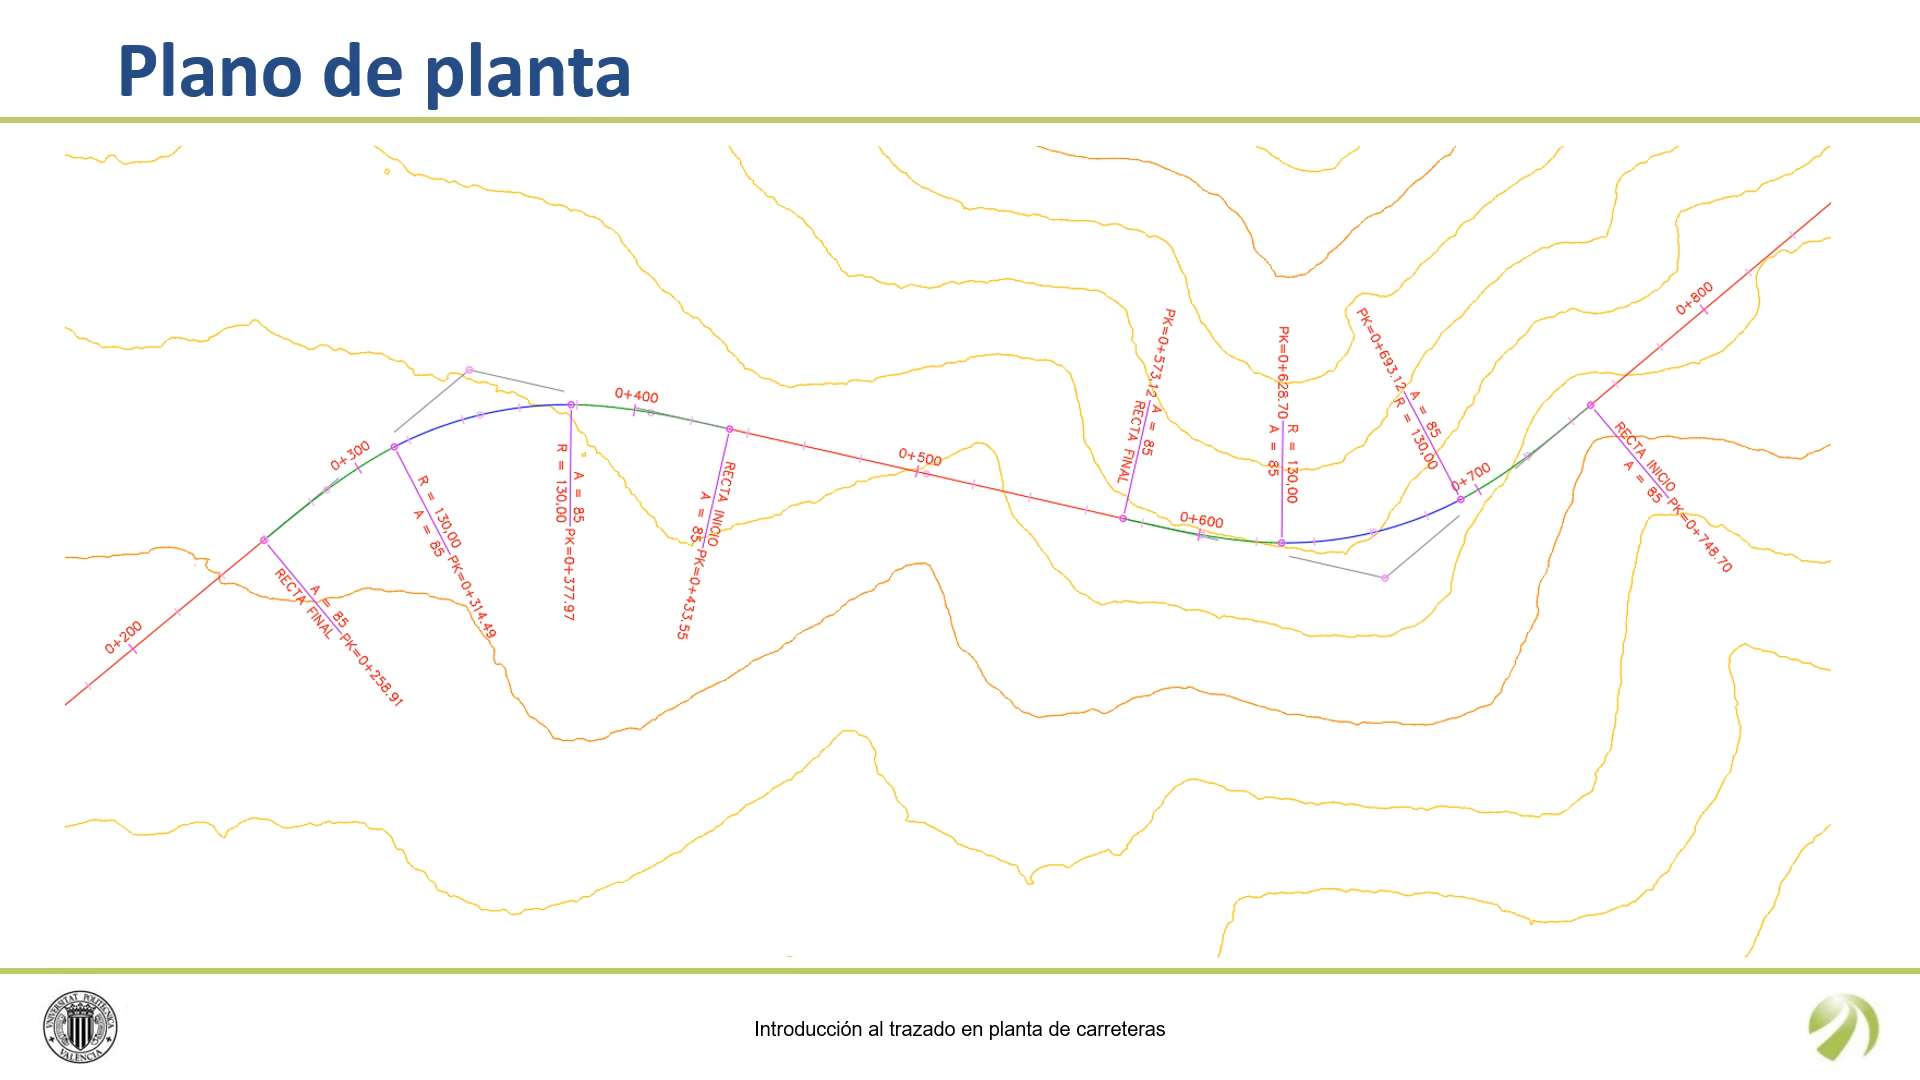 Plano de planta
0+200
RECTA FINAL
A = 85
PK=0+258.91
0+300
R = 130,00
A = 85
PK=0+314.49
R = 130,00
A = 85
PK=0+377.97
0+400
RECTA INICIO
A = 85
PK=0+433.55
0+500
PK=0+573.12
A = 85
RECTA FINAL
0+600
PK=0+628.70
R = 130,00
A = 85
PK=0+693.12
A = 85
R = 130,00
0+700
RECTA INICIO
A = 85
PK=0+748.70
0+800
UNIVERSITAT POLITECNICA
VALENCIA
Introducción al trazado en planta de carreteras